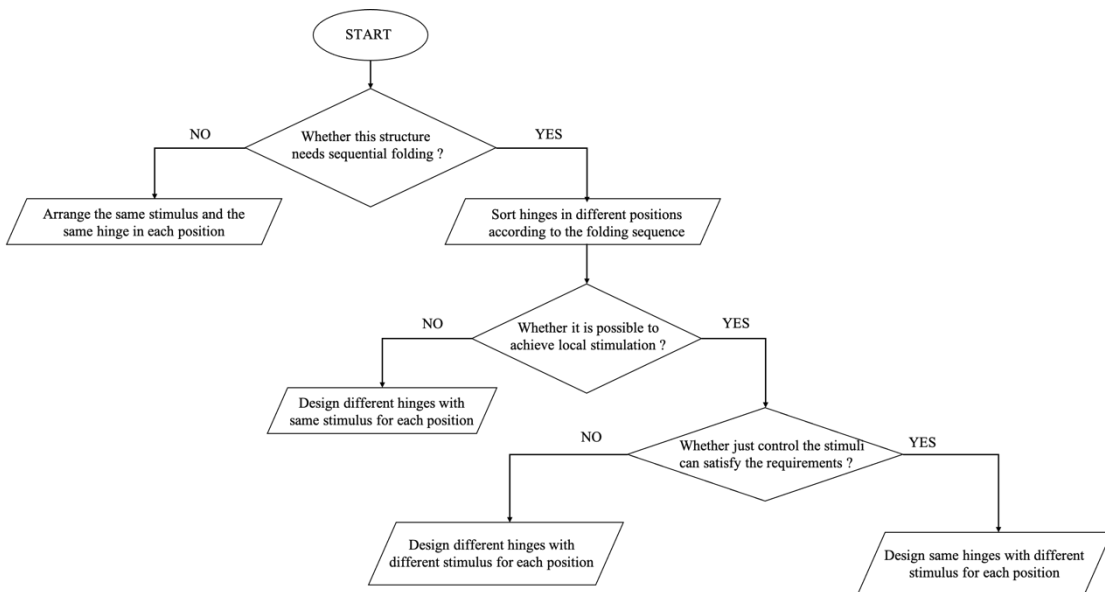 START
NO
Whether this structure
needs sequential folding ?
YES
Arrange the same stimulus and the
same hinge in each position
Sort hinges in different positions
according to the folding sequence
NO
Whether it is possible to
achieve local stimulation ?
YES
Design different hinges with
same stimulus for each position
NO
Whether just control the stimuli
can satisfy the requirements ?
YES
Design different hinges with
different stimulus for each position
Design same hinges with different
stimulus for each position